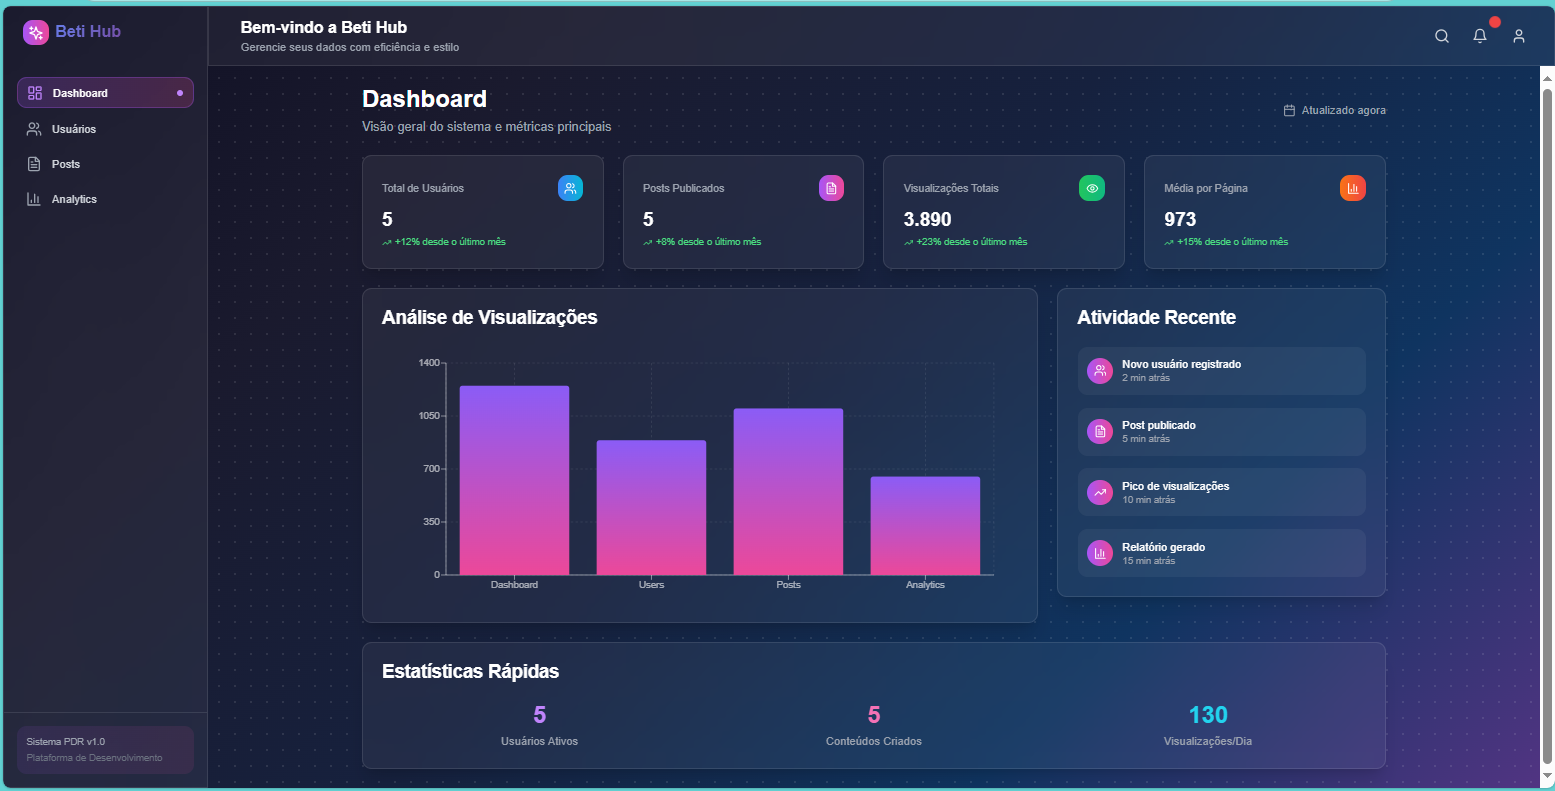 Beti Hub
Dashboard
Usuários
Posts
Analytics
Sistema PDR v1.0
Plataforma de Desenvolvimento
Bem-vindo a Beti Hub
Gerencie seus dados com eficiência e estilo
Dashboard
Visão geral do sistema e métricas principais
Atualizado agora
Total de Usuários
5
+12% desde o último mês
Posts Publicados
5
+8% desde o último mês
Visualizações Totais
3.890
+23% desde o último mês
Média por Página
973
+15% desde o último mês
Análise de Visualizações
1400
1050
700
350
0
Dashboard
Users
Posts
Analytics
Atividade Recente
Novo usuário registrado
2 min atrás
Post publicado
5 min atrás
Pico de visualizações
10 min atrás
Relatório gerado
15 min atrás
Estatísticas Rápidas
5
Usuários Ativos
5
Conteúdos Criados
130
Visualizações/Dia